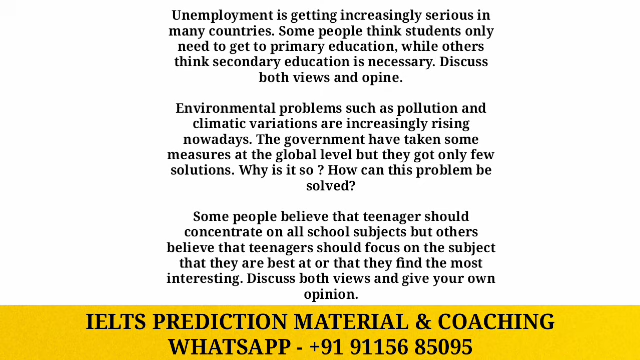 Unemployment is getting increasingly serious in
many countries. Some people think students only
need to get to primary education, while others
think secondary education is necessary. Discuss
both views and opine.
Environmental problems such as pollution and
climatic variations are increasingly rising
nowadays. The government have taken some
measures at the global level but they got only few
solutions. Why is it so ? How can this problem be
solved?
Some people believe that teenager should
concentrate on all school subjects but others
believe that teenagers should focus on the subject
that they are best at or that they find the most
interesting. Discuss both views and give your own
opinion.
IELTS PREDICTION MATERIAL & COACHING
WHATSAPP - +91 91156 85095